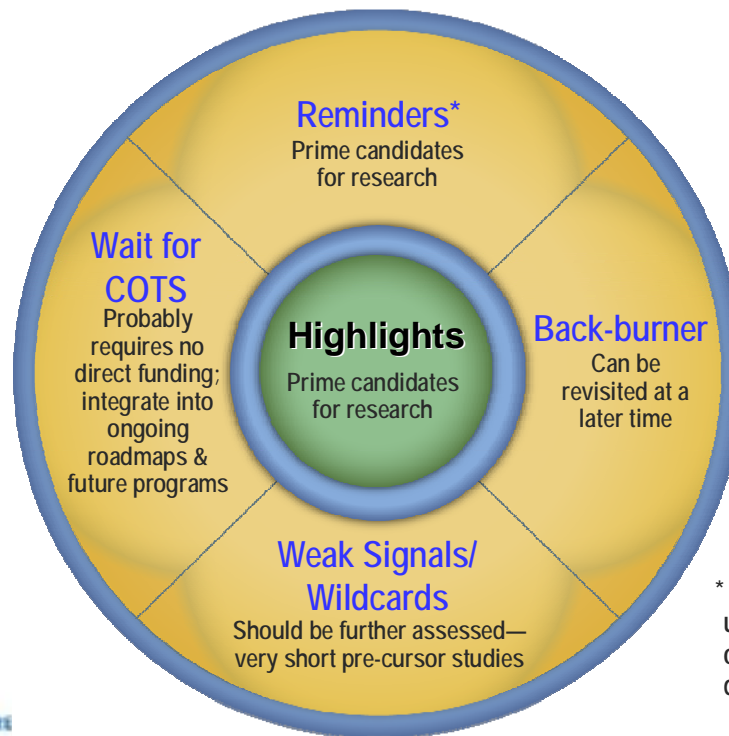 Reminders*
Prime candidates
for research
Wait for
COTS
Probably
requires no
direct funding;
integrate into
ongoing
roadmaps &
future programs
Highlights
Prime candidates
for research
Back-burner
Can be
revisited at a
later time
Weak Signals/
Wildcards
Should be further assessed—
very short pre-cursor studies
*